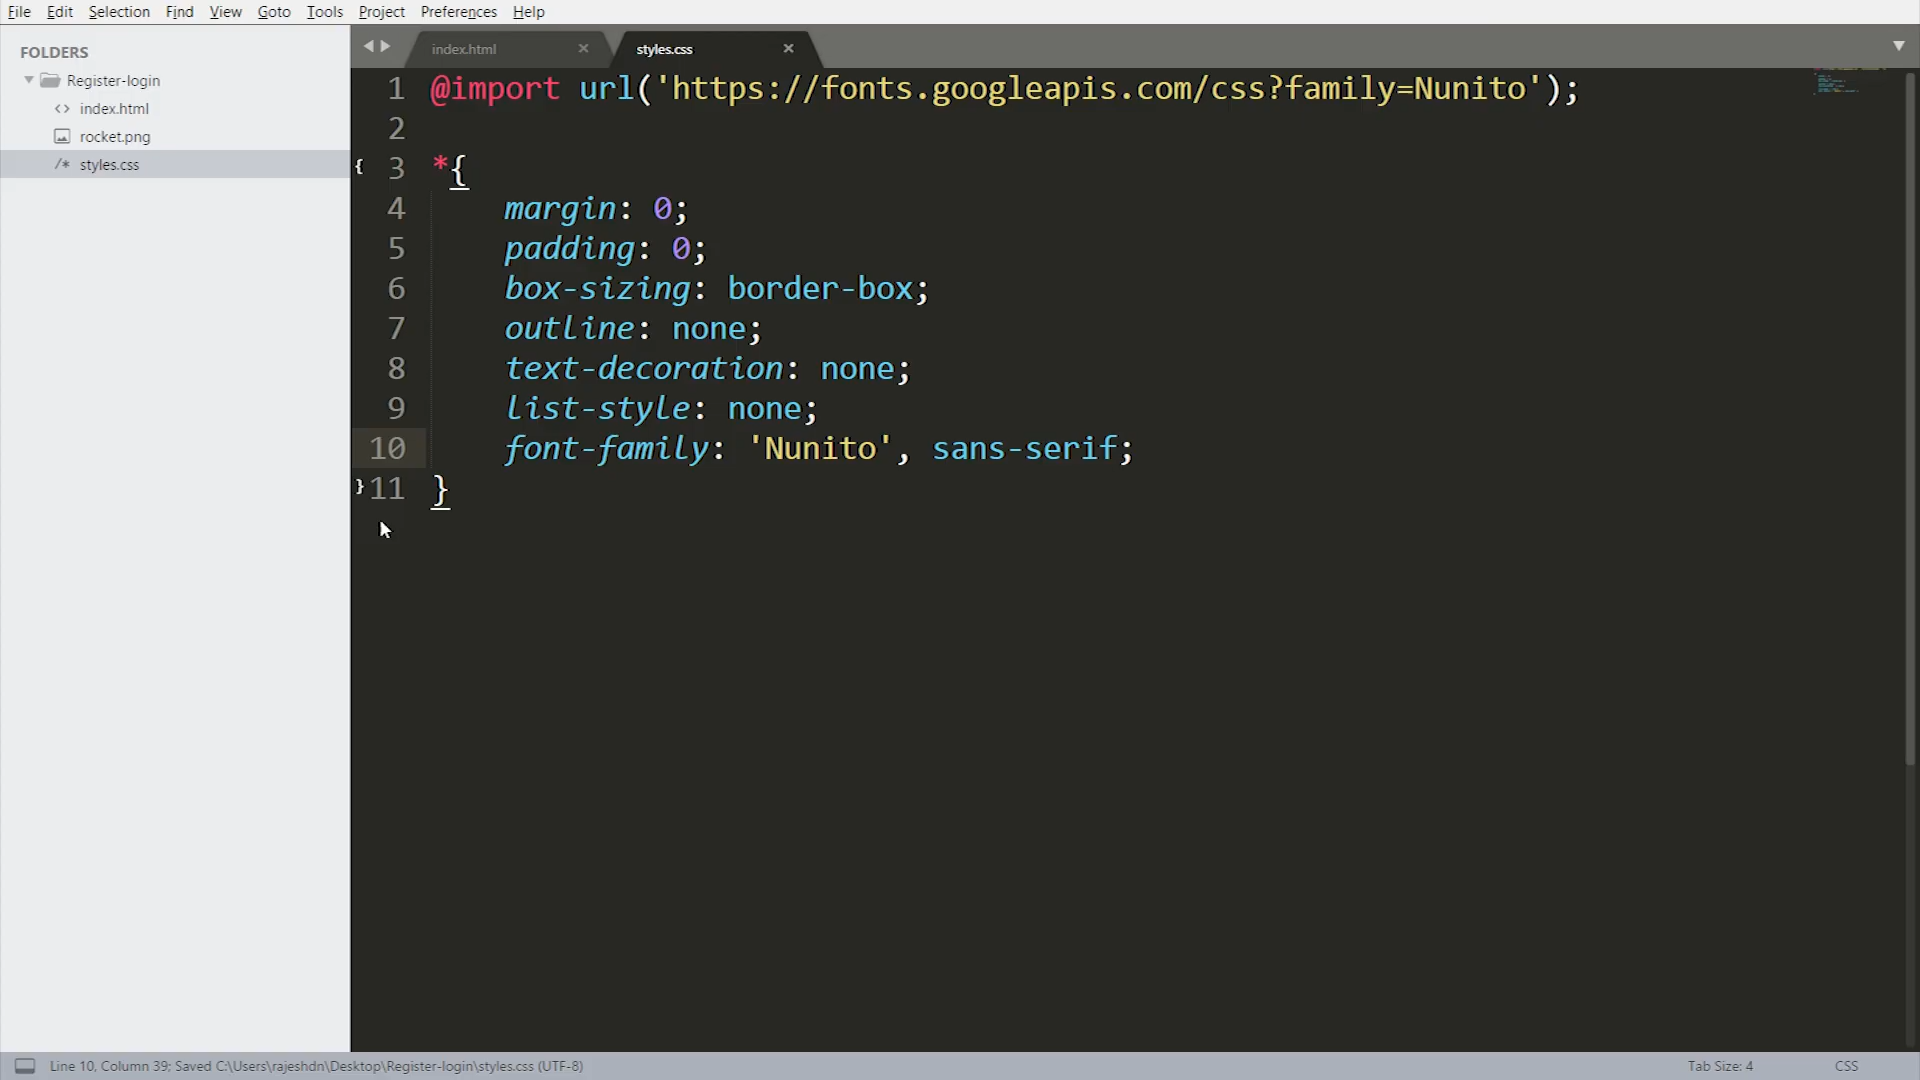 File Edit Selection Find View Goto Tools Project Preferences Help
FOLDERS
Register-login
<> index.html
rocket.png
/* styles.css
index.html × styles.css ×
1 @import url('https://fonts.googleapis.com/css?family=Nunito');
2
{ 3 *{
4 margin: 0;
5 padding: 0;
6 box-sizing: border-box;
7 outline: none;
8 text-decoration: none;
9 list-style: none;
10 font-family: 'Nunito', sans-serif;
} 11 }
Line 10, Column 39; Saved C:\Users\rajeshdn\Desktop\Register-login\styles.css (UTF-8) Tab Size: 4 CSS